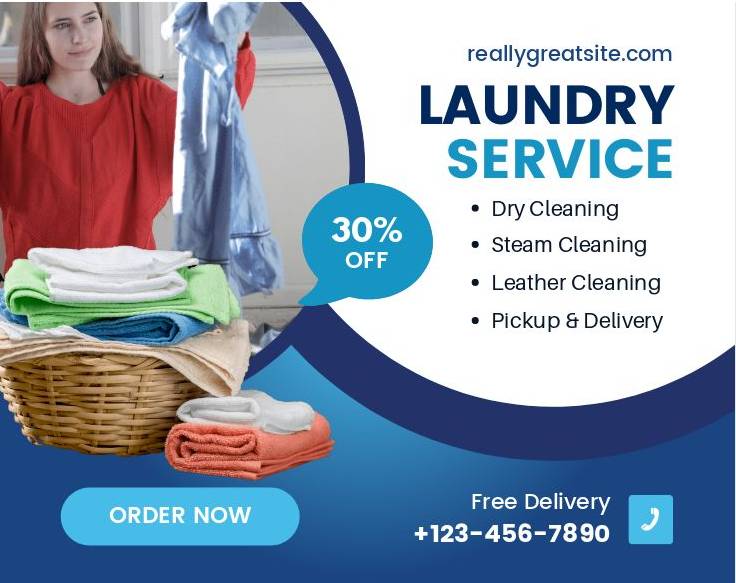 reallygreatsite.com
LAUNDRY
SERVICE
30%
OFF
• Dry Cleaning
• Steam Cleaning
• Leather Cleaning
• Pickup & Delivery
ORDER NOW
Free Delivery
+123-456-7890